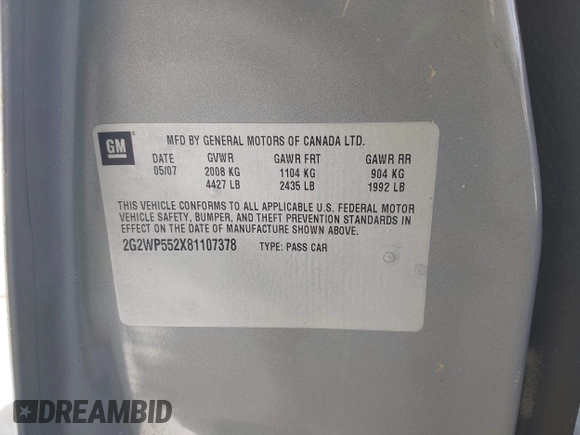 GM
MFD BY GENERAL MOTORS OF CANADA LTD.
DATE GVWR GAWR FRT GAWR RR
05/07 2008 KG 1104 KG 904 KG
4427 LB 2435 LB 1992 LB
THIS VEHICLE CONFORMS TO ALL APPLICABLE U.S. FEDERAL MOTOR
VEHICLE SAFETY, BUMPER, AND THEFT PREVENTION STANDARDS IN
EFFECT ON THE DATE OF MANUFACTURE SHOWN ABOVE.
2G2WP552X81107378 TYPE: PASS CAR
DREAMBID